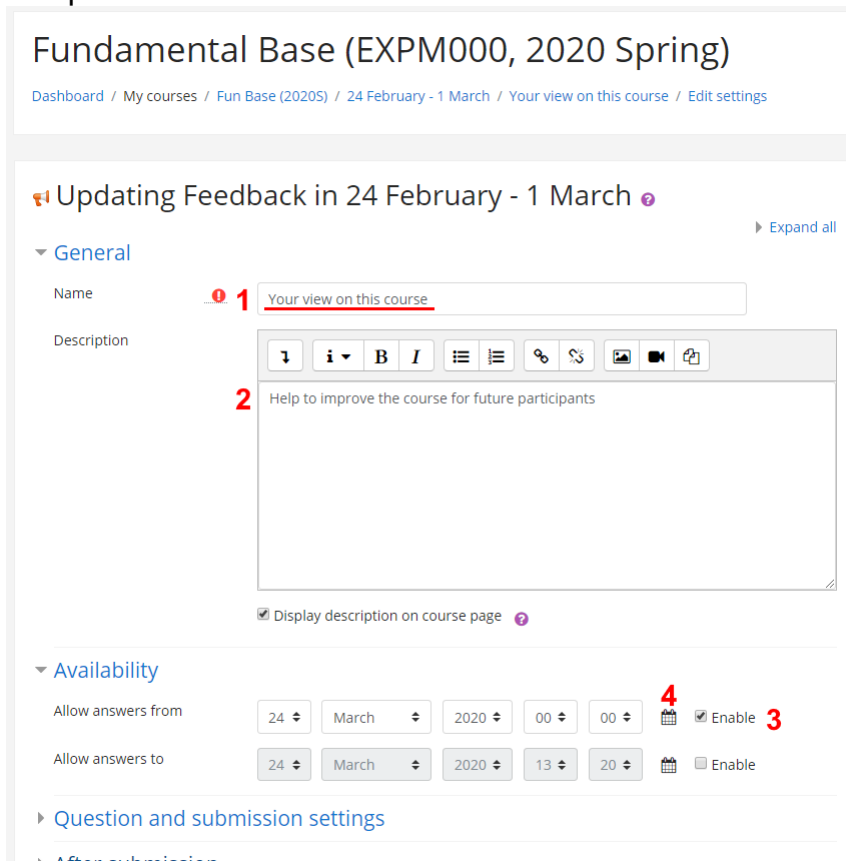 Fundamental Base (EXPM000, 2020 Spring)
Dashboard / My courses / Fun Base (2020S) / 24 February - 1 March / Your view on this course / Edit settings
Updating Feedback in 24 February - 1 March
Expand all
General
Name 1 Your view on this course
Description
B I
2 Help to improve the course for future participants
Display description on course page
Availability
4
Allow answers from 24 March 2020 00 00 Enable 3
Allow answers to 24 March 2020 13 20 Enable
Question and submission settings